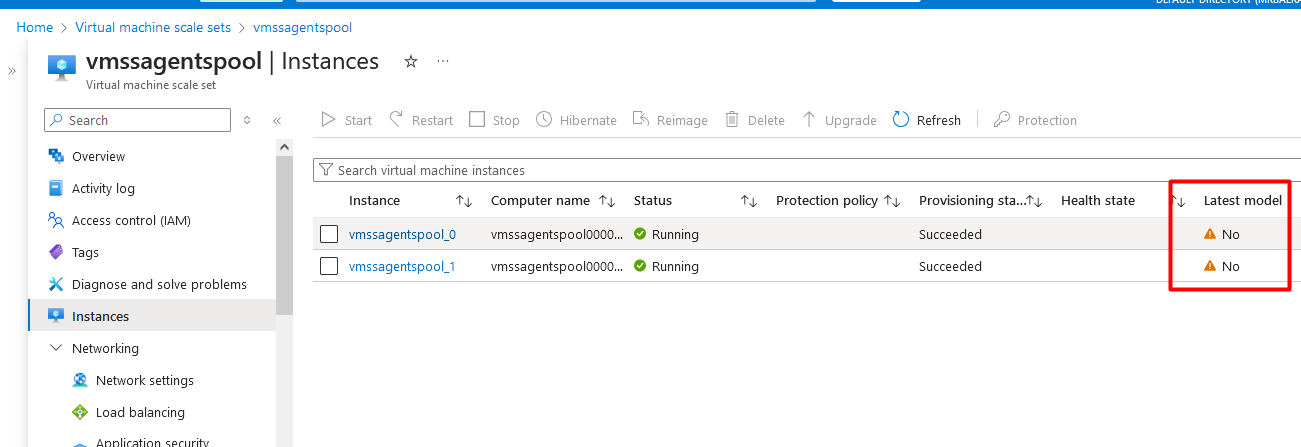 Home > Virtual machine scale sets > vmssagentspool
vmssagentspool | Instances
Virtual machine scale set
Search
Start Restart Stop Hibernate Reimage Delete Upgrade Refresh Protection
Overview
Activity log
Access control (IAM)
Tags
Diagnose and solve problems
Instances
Networking
Network settings
Load balancing
Application security
Search virtual machine instances
Instance Computer name Status Protection policy Provisioning sta... Health state Latest model
vmssagentspool_0 vmssagentspool0000... Running Succeeded No
vmssagentspool_1 vmssagentspool0000... Running Succeeded No